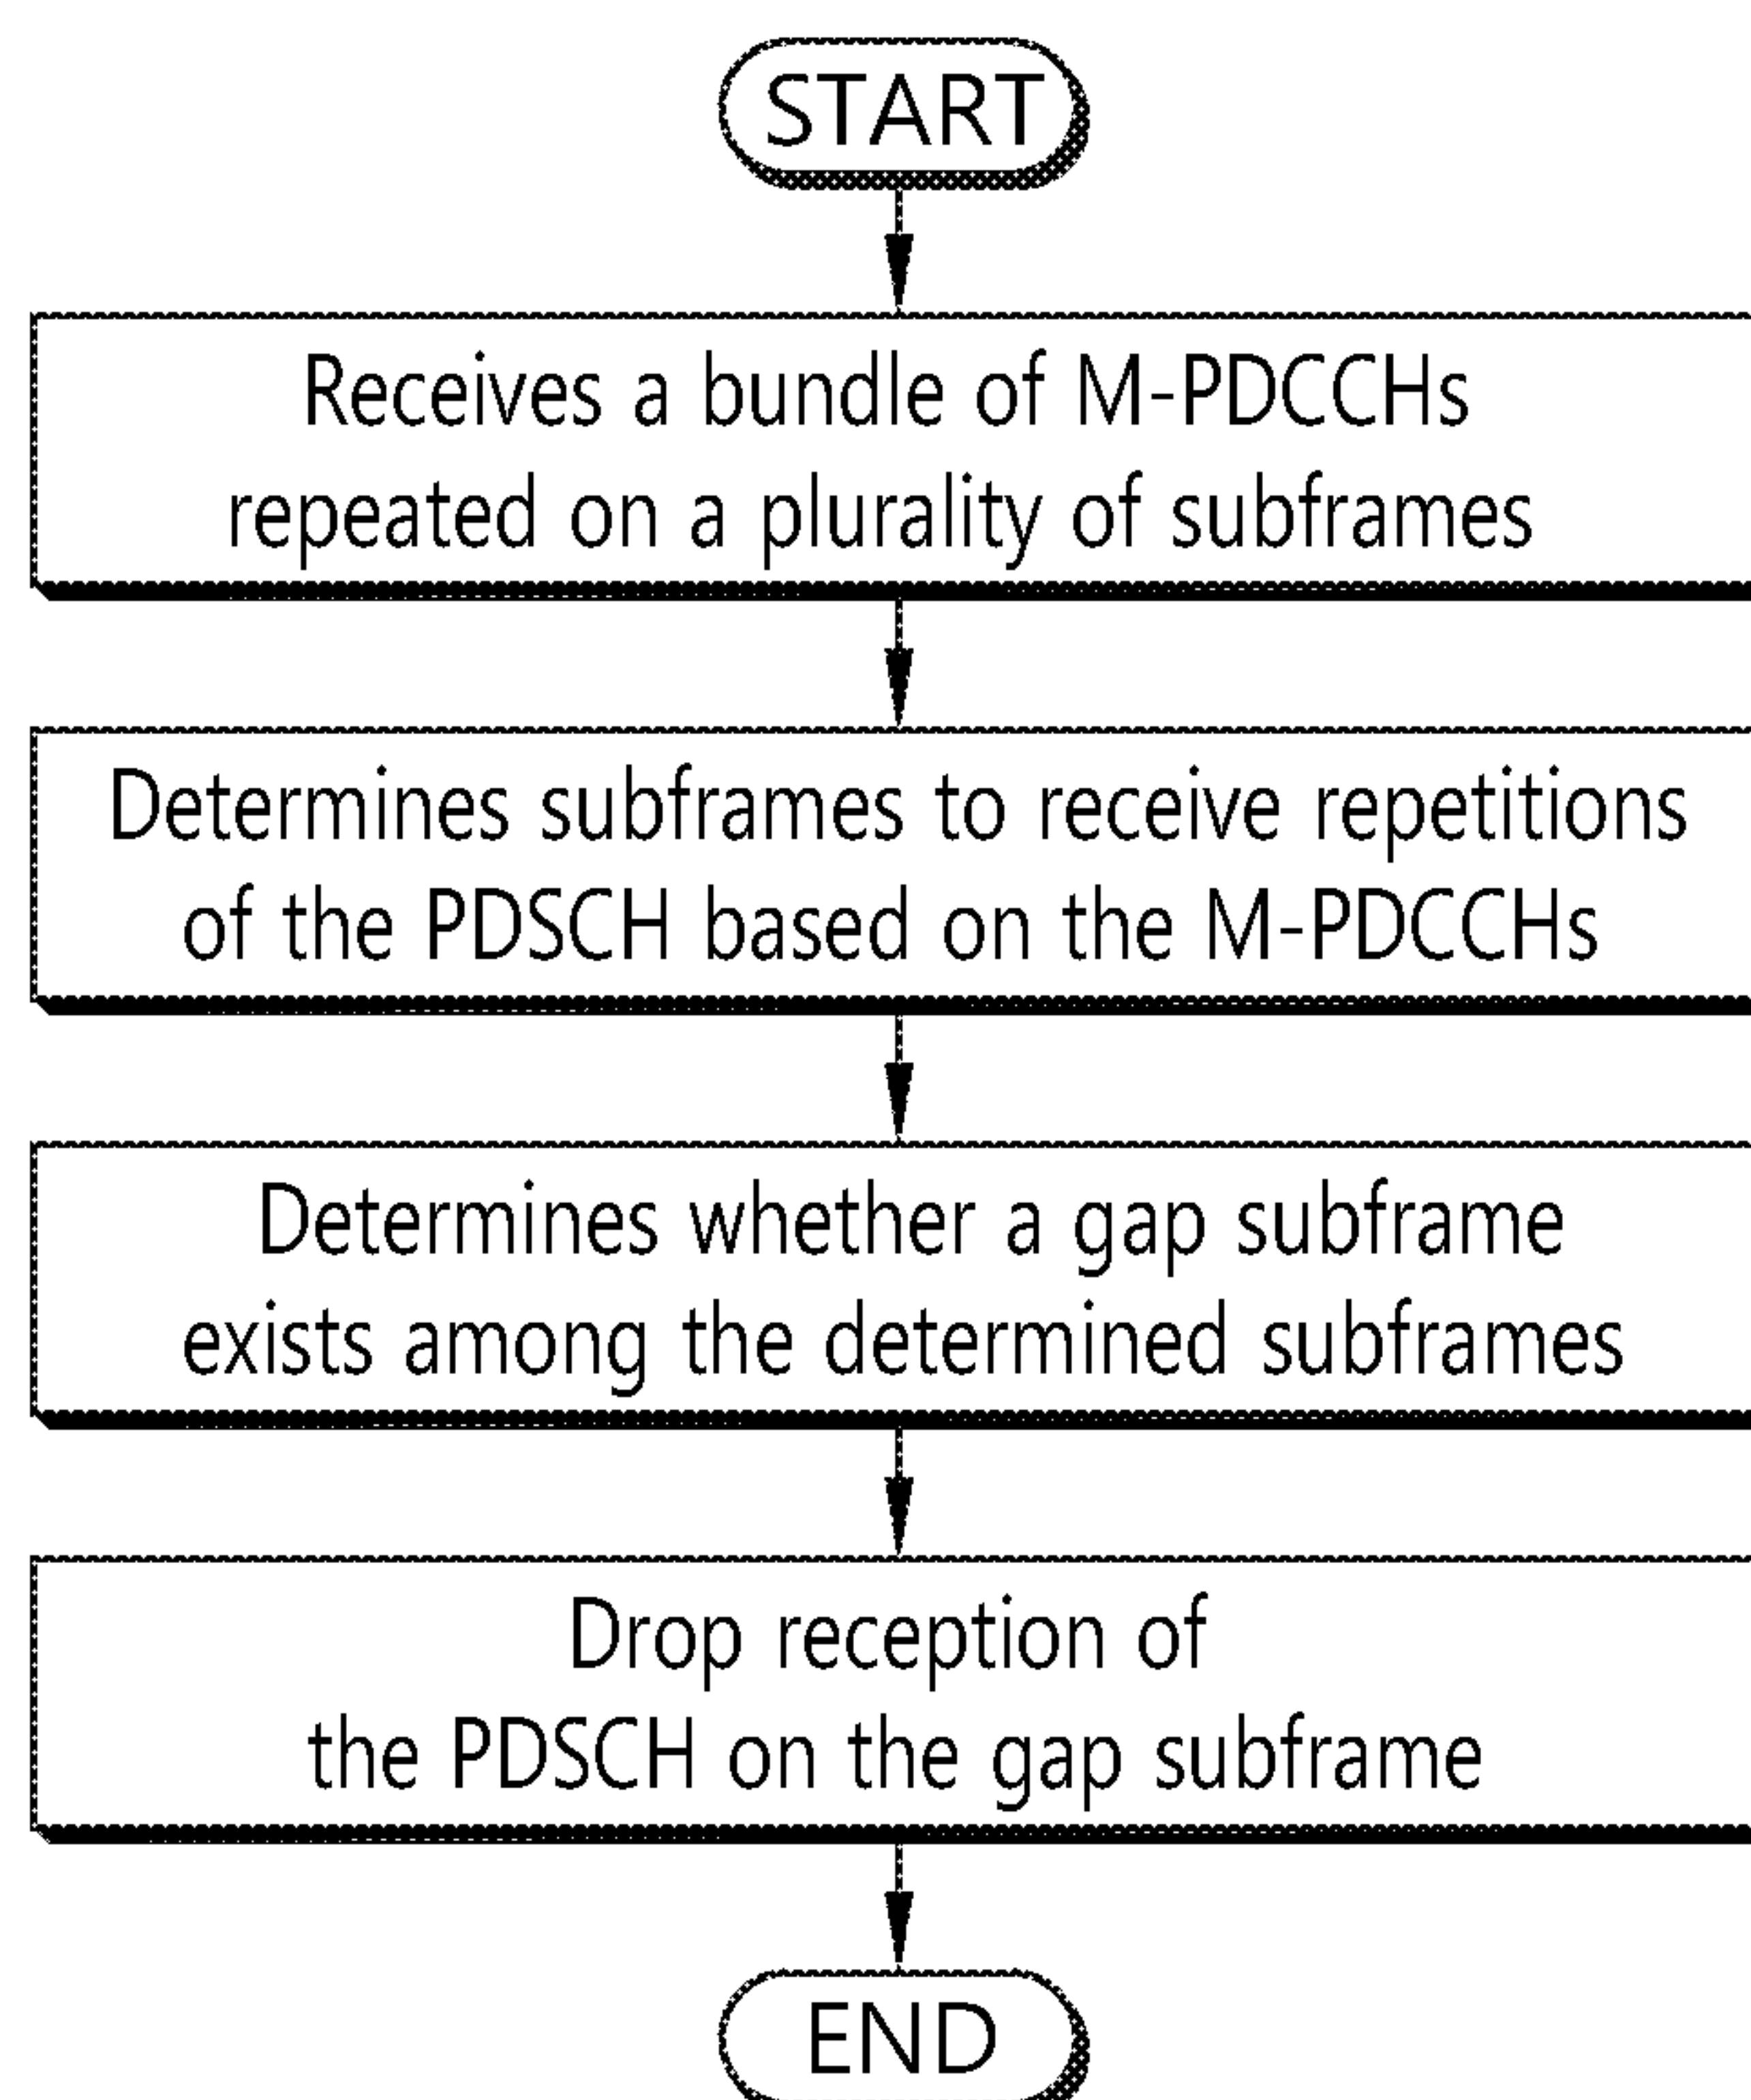 START
Receives a bundle of M-PDCCHs
repeated on a plurality of subframes
Determines subframes to receive repetitions
of the PDSCH based on the M-PDCCHs
Determines whether a gap subframe
exists among the determined subframes
Drop reception of
the PDSCH on the gap subframe
END